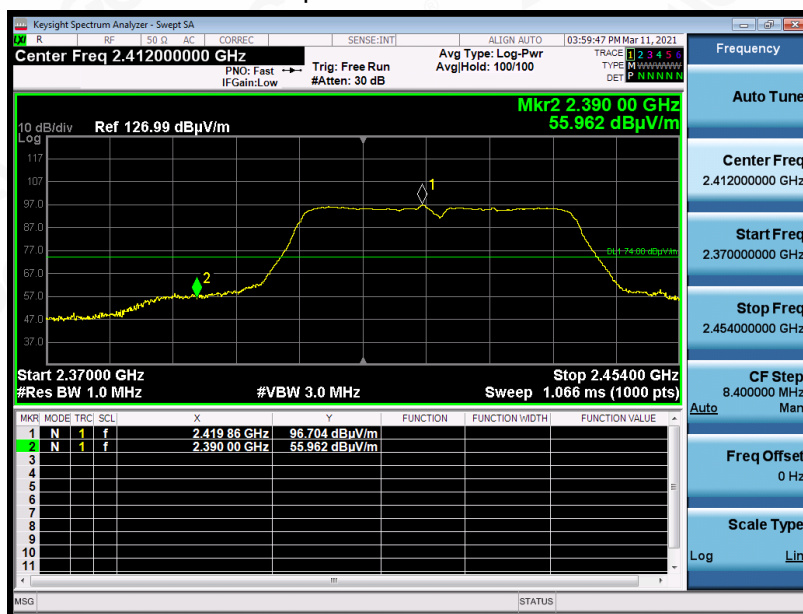 Keysight Spectrum Analyzer - Swept SA
LXI R RF 50 Ω AC CORREC SENSE:INT ALIGN AUTO 03:59:47 PM Mar 11, 2021
Center Freq 2.412000000 GHz
PNO: Fast
IFGain:Low
Trig: Free Run
#Atten: 30 dB
Avg Type: Log-Pwr
Avg|Hold: 100/100
TRACE 1 2 3 4 5 6
TYPE M WWWWW
DET P N N N N N
Mkr2 2.390 00 GHz
55.962 dBµV/m
10 dB/div Ref 126.99 dBµV/m
Log
117
107
97.0
87.0
77.0
67.0
57.0
47.0
37.0
1
2
DL1 74.00 dBµV/m
Start 2.37000 GHz Stop 2.45400 GHz
#Res BW 1.0 MHz #VBW 3.0 MHz Sweep 1.066 ms (1000 pts)
MKR MODE TRC SCL X Y FUNCTION FUNCTION WIDTH FUNCTION VALUE
1 N 1 f 2.419 86 GHz 96.704 dBµV/m
2 N 1 f 2.390 00 GHz 55.962 dBµV/m
3
4
5
6
7
8
9
10
11
MSG STATUS
Frequency
Auto Tune
Center Freq
2.412000000 GHz
Start Freq
2.370000000 GHz
Stop Freq
2.454000000 GHz
CF Step
8.400000 MHz
Auto Man
Freq Offset
0 Hz
Scale Type
Log Lin